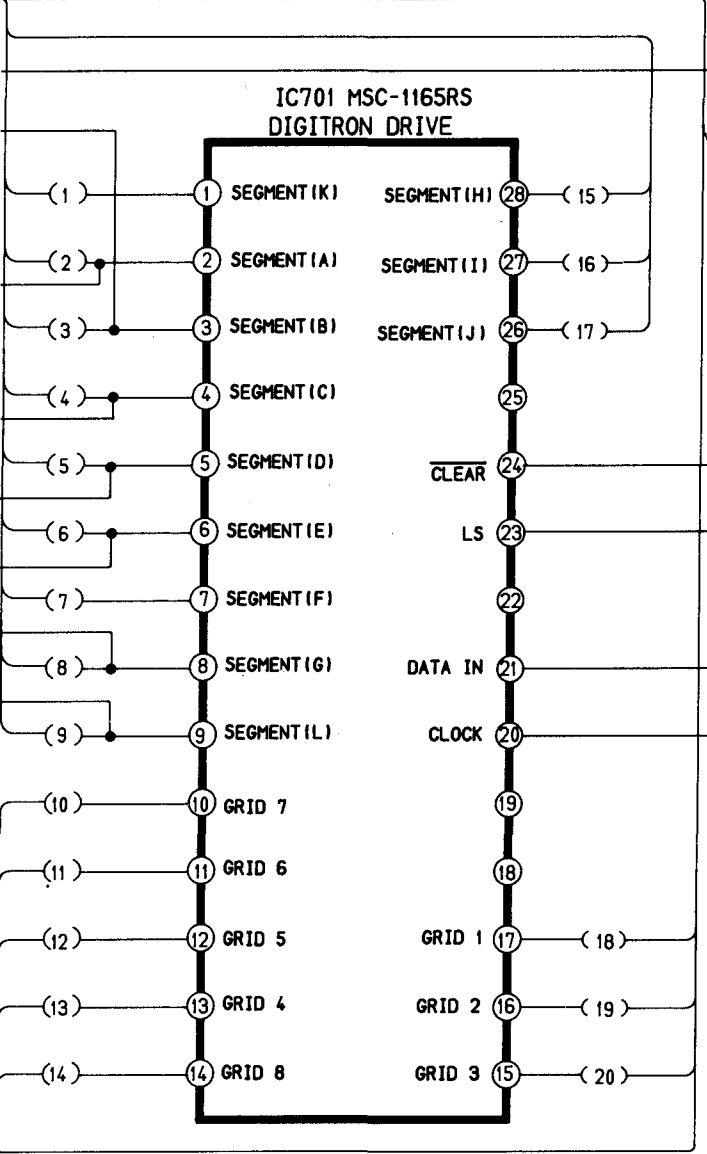 IC701 MSC-1165RS
DIGITRON DRIVE
(1) 1 SEGMENT(K) SEGMENT(H) 28 (15)
(2) 2 SEGMENT(A) SEGMENT(I) 27 (16)
(3) 3 SEGMENT(B) SEGMENT(J) 26 (17)
(4) 4 SEGMENT(C) 25
(5) 5 SEGMENT(D) CLEAR 24
(6) 6 SEGMENT(E) LS 23
(7) 7 SEGMENT(F) 22
(8) 8 SEGMENT(G) DATA IN 21
(9) 9 SEGMENT(L) CLOCK 20
(10) 10 GRID 7 19
(11) 11 GRID 6 18
(12) 12 GRID 5 GRID 1 17 (18)
(13) 13 GRID 4 GRID 2 16 (19)
(14) 14 GRID 8 GRID 3 15 (20)